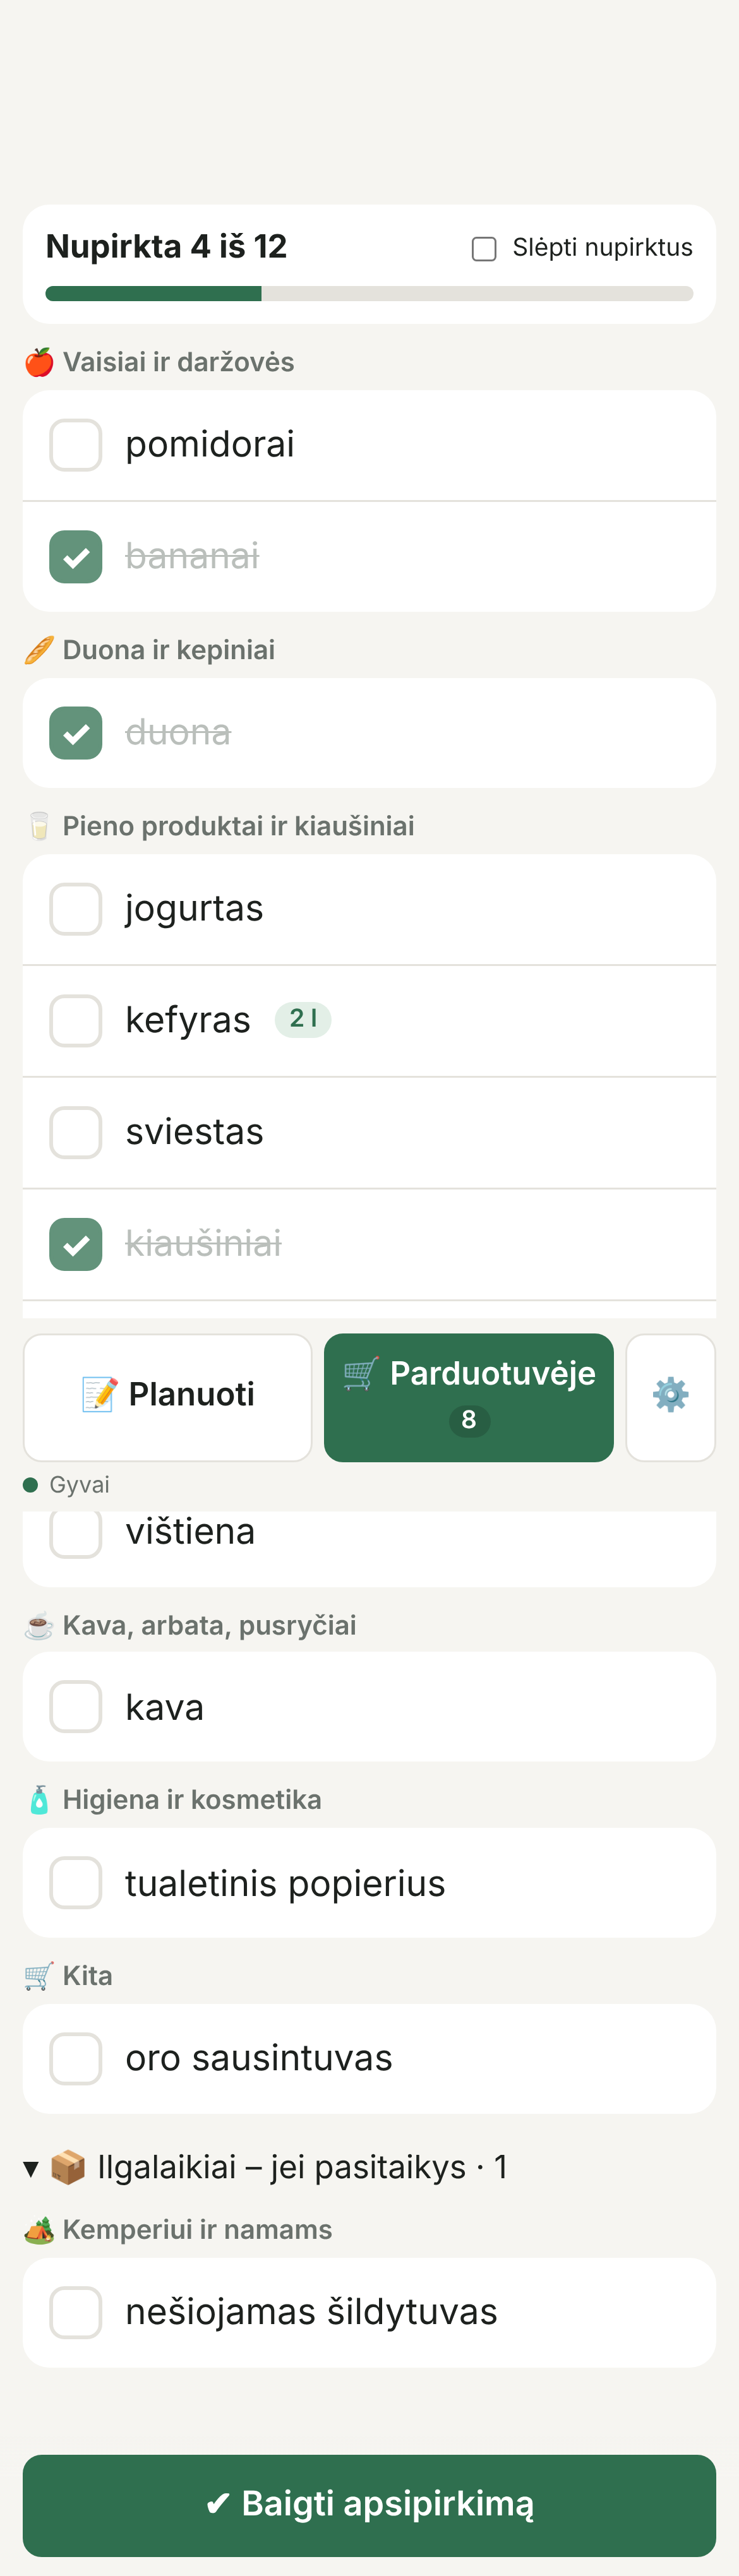 Nupirkta 4 iš 12
Slėpti nupirktus
🍎 Vaisiai ir daržovės
pomidorai
bananai
🥖 Duona ir kepiniai
duona
🥛 Pieno produktai ir kiaušiniai
jogurtas
kefyras 2 l
sviestas
kiaušiniai
📝 Planuoti
🛒 Parduotuvėje
8
⚙️
Gyvai
vištiena
☕ Kava, arbata, pusryčiai
kava
🧴 Higiena ir kosmetika
tualetinis popierius
🛒 Kita
oro sausintuvas
▾ 📦 Ilgalaikiai – jei pasitaikys · 1
🏕️ Kemperiui ir namams
nešiojamas šildytuvas
✔ Baigti apsipirkimą